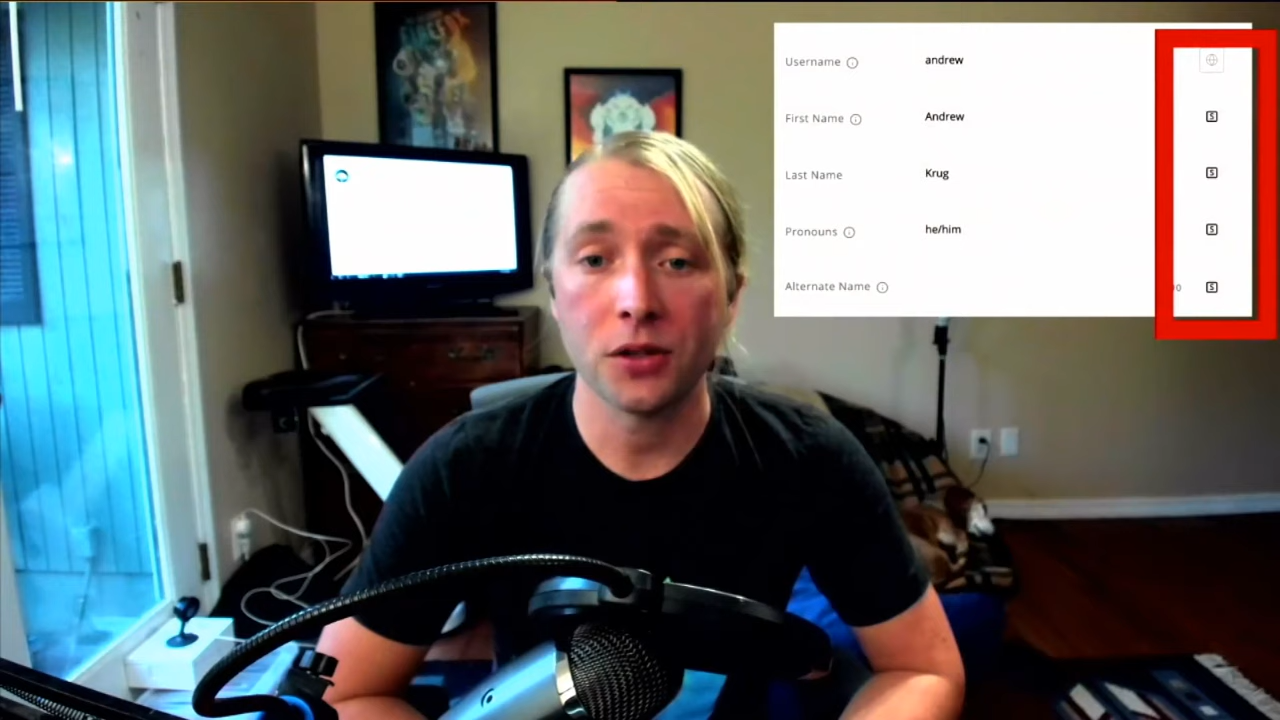 Username andrew
First Name Andrew
Last Name Krug
Pronouns he/him
Alternate Name